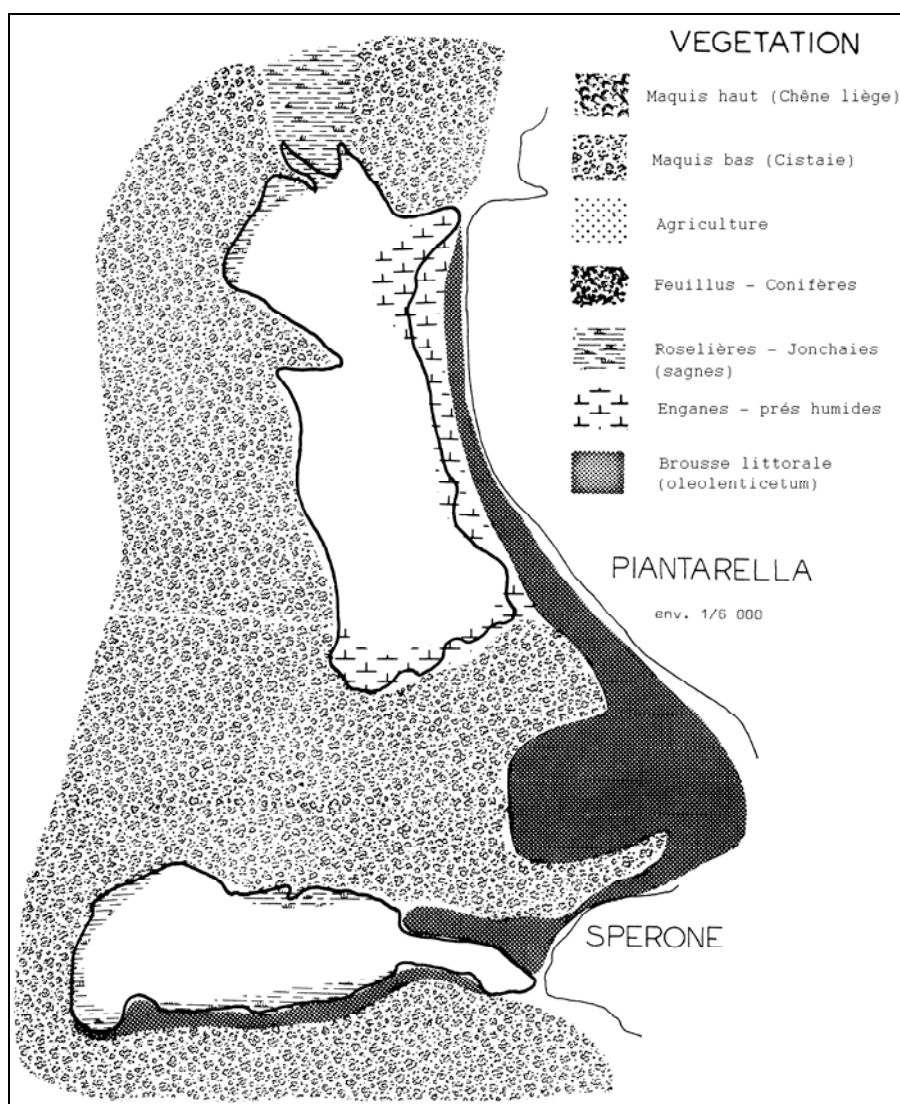 VEGETATION
Maquis haut (Chêne liège)
Maquis bas (Cistaie)
Agriculture
Feuillus - Conifères
Roselières - Jonchaies
(sagnes)
Enganes - prés humides
Brousse littorale
(oleolenticetum)
PIANTARELLA
env. 1/6 000
SPERONE